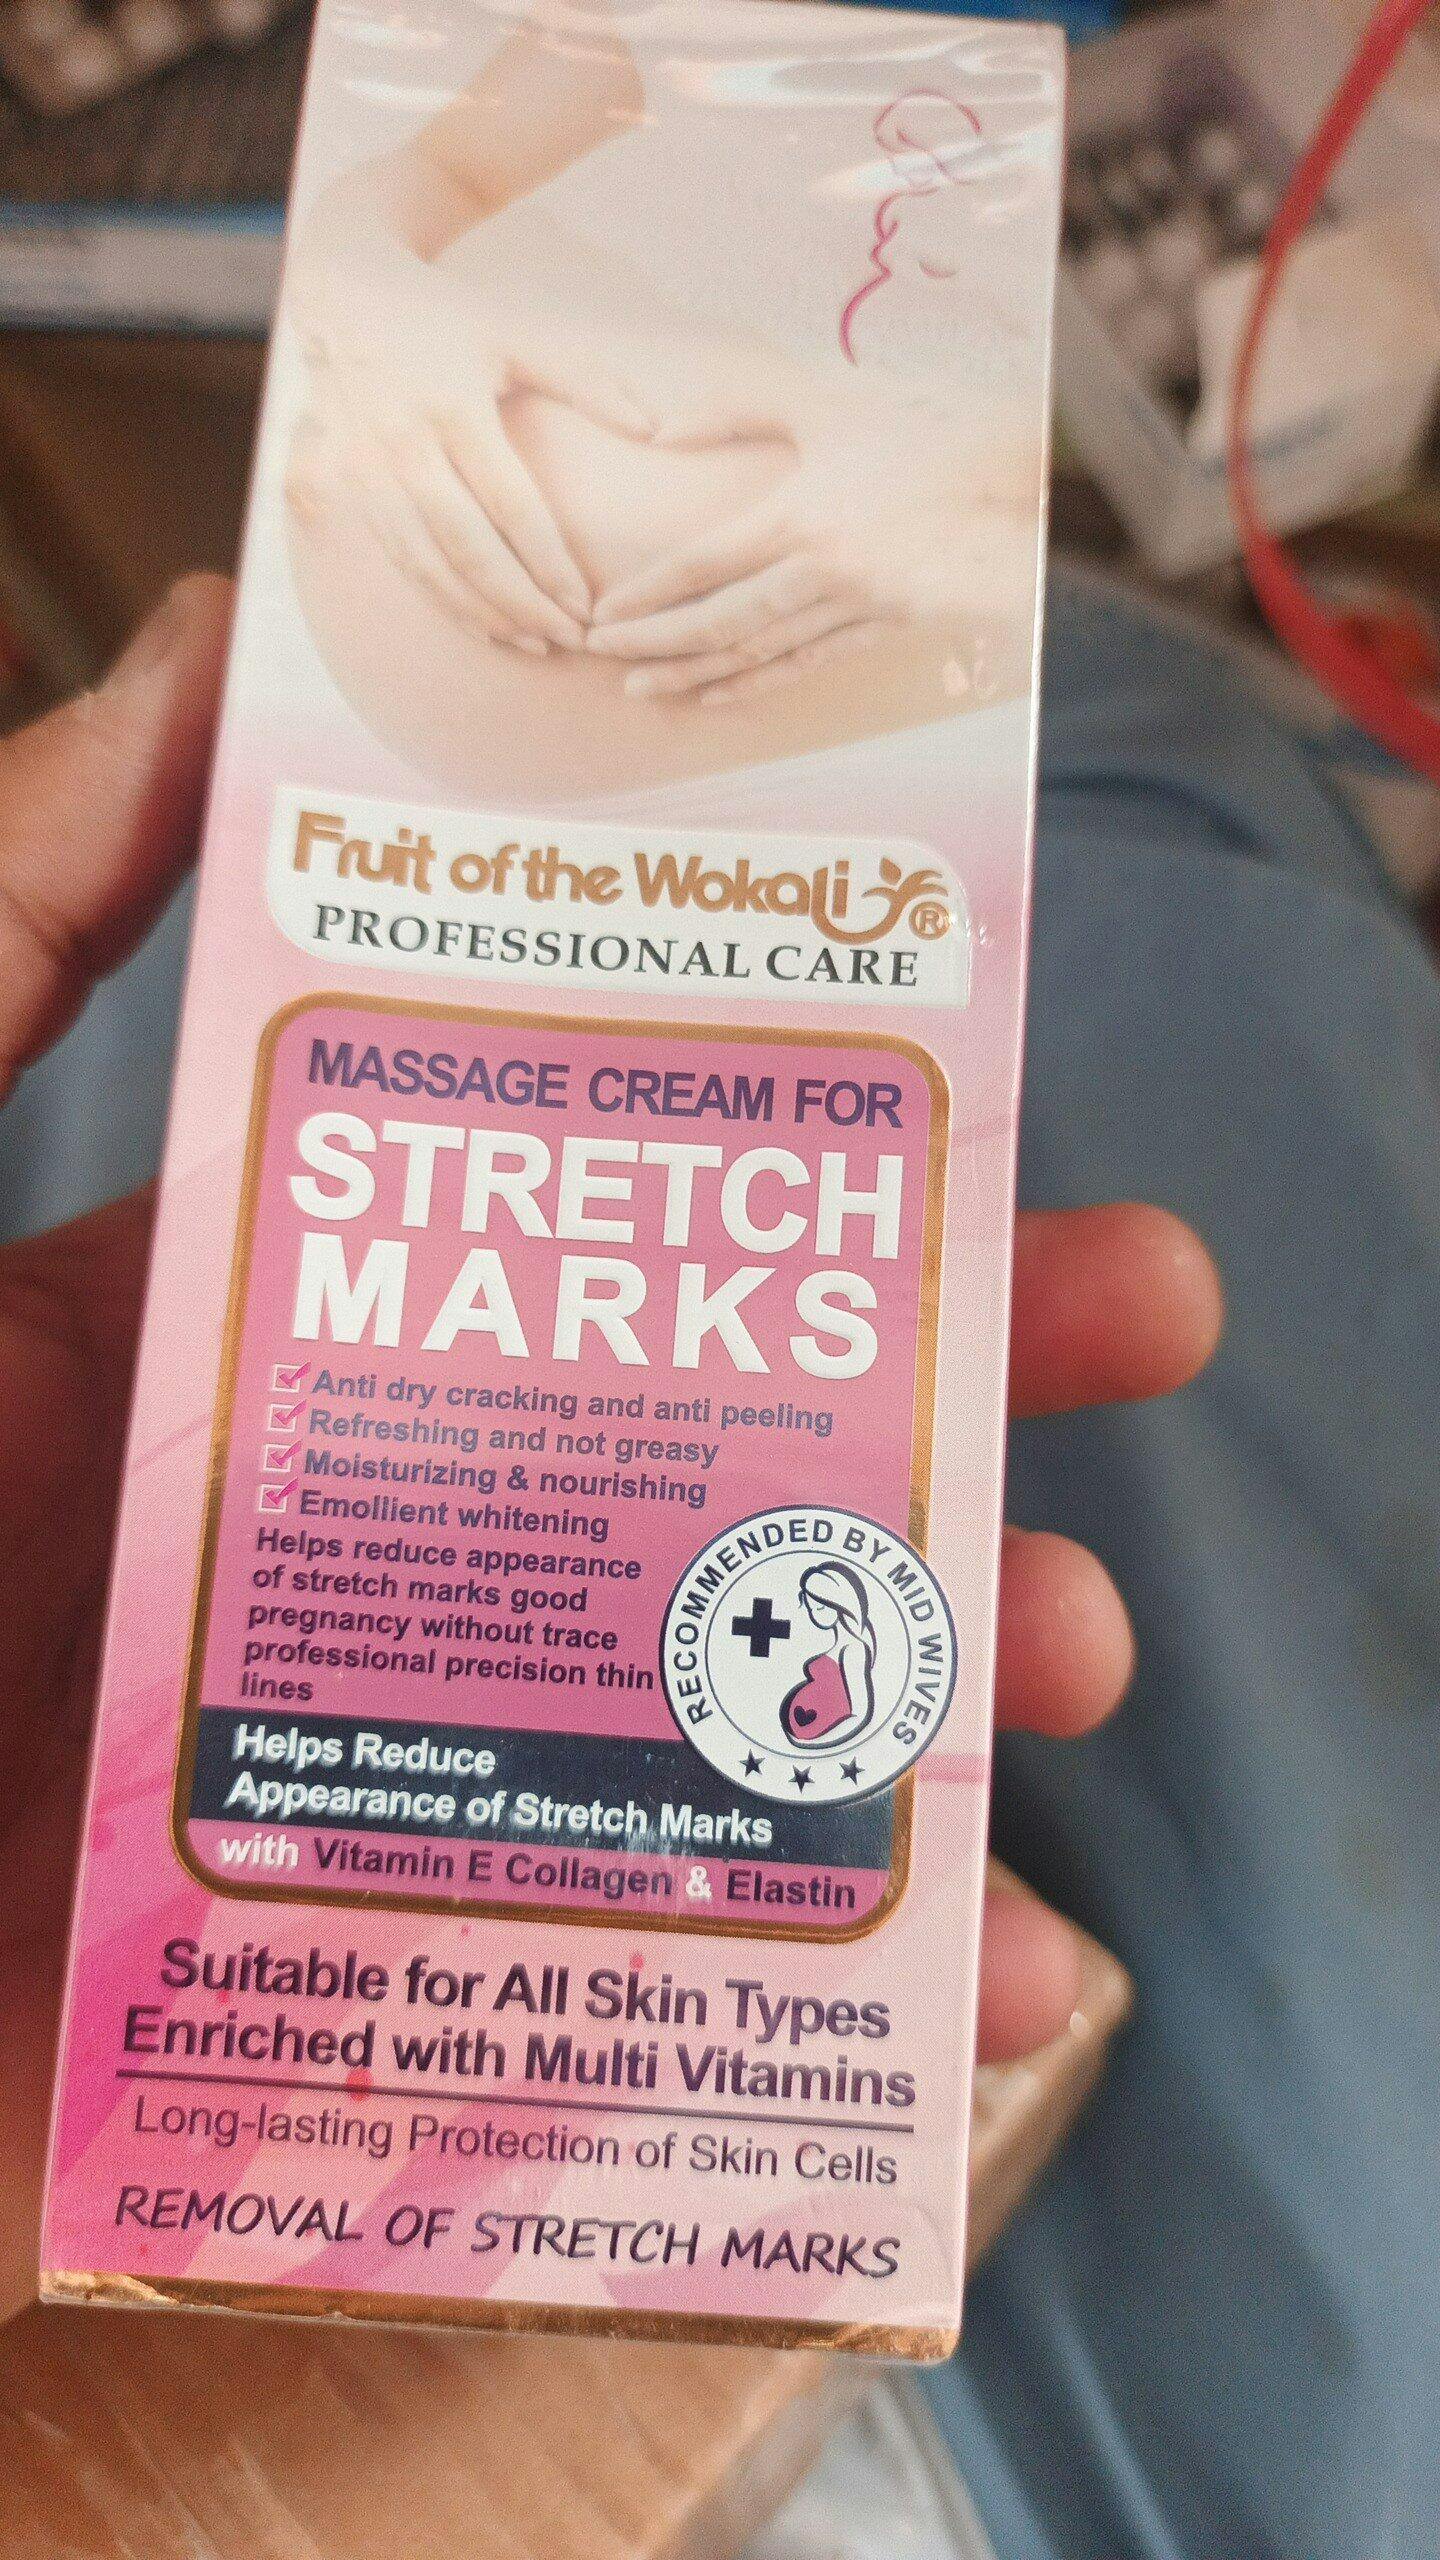 Fruit of the Wokali ®
PROFESSIONAL CARE
MASSAGE CREAM FOR
STRETCH
MARKS
Anti dry cracking and anti peeling
Refreshing and not greasy
Moisturizing & nourishing
Emollient whitening
Helps reduce appearance
of stretch marks good
pregnancy without trace
professional precision thin
lines
RECOMMENDED BY MID WIVES
Helps Reduce
Appearance of Stretch Marks
with Vitamin E Collagen & Elastin
Suitable for All Skin Types
Enriched with Multi Vitamins
Long-lasting Protection of Skin Cells
REMOVAL OF STRETCH MARKS